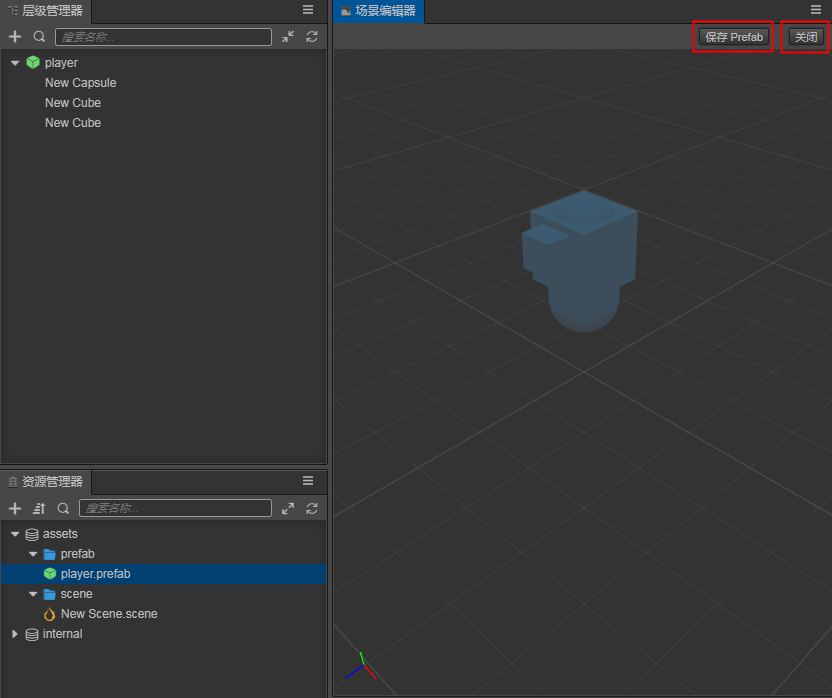 层级管理器
搜索名称...
player
New Capsule
New Cube
New Cube
资源管理器
搜索名称...
assets
prefab
player.prefab
scene
New Scene.scene
internal
场景编辑器
保存 Prefab
关闭